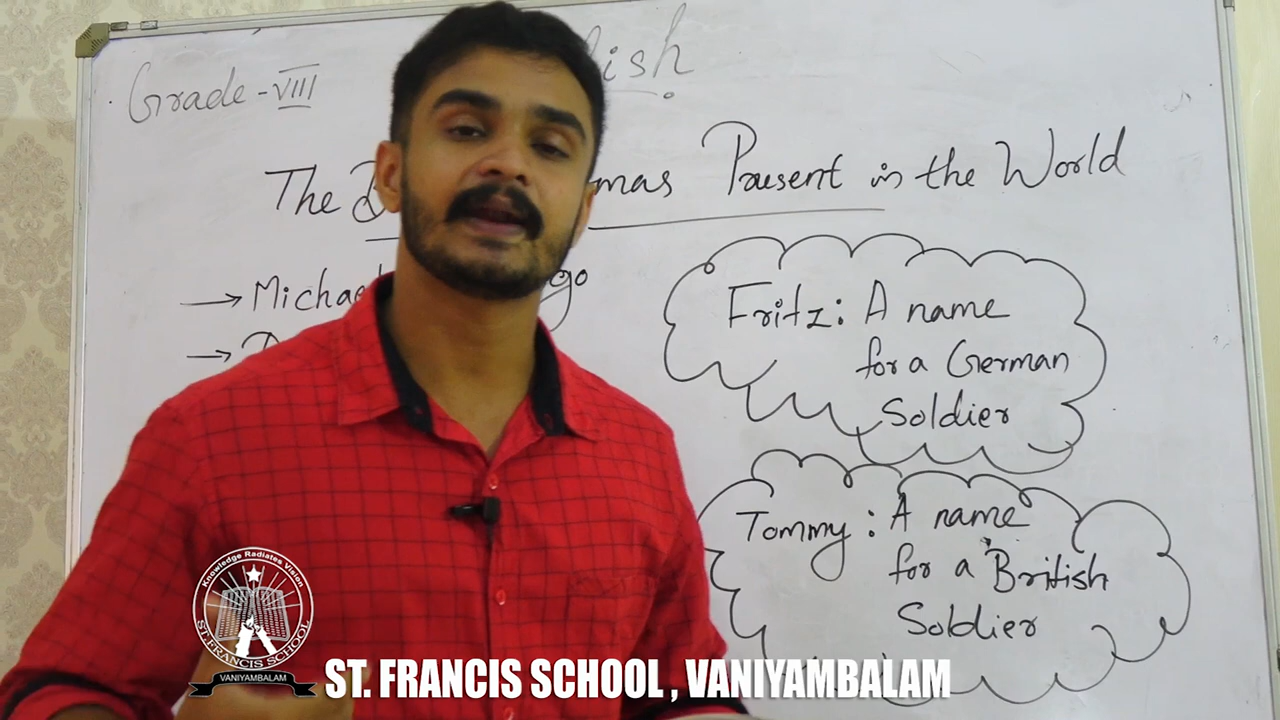 Grade - VIII
ish
The B mas Present in the World
→ Michae go
→ D
Fritz: A name
for a German
Soldier
Tommy : A name
for a British
Soldier
Knowledge Radiates Vision
ST. FRANCIS SCHOOL
VANIYAMBALAM
ST. FRANCIS SCHOOL , VANIYAMBALAM